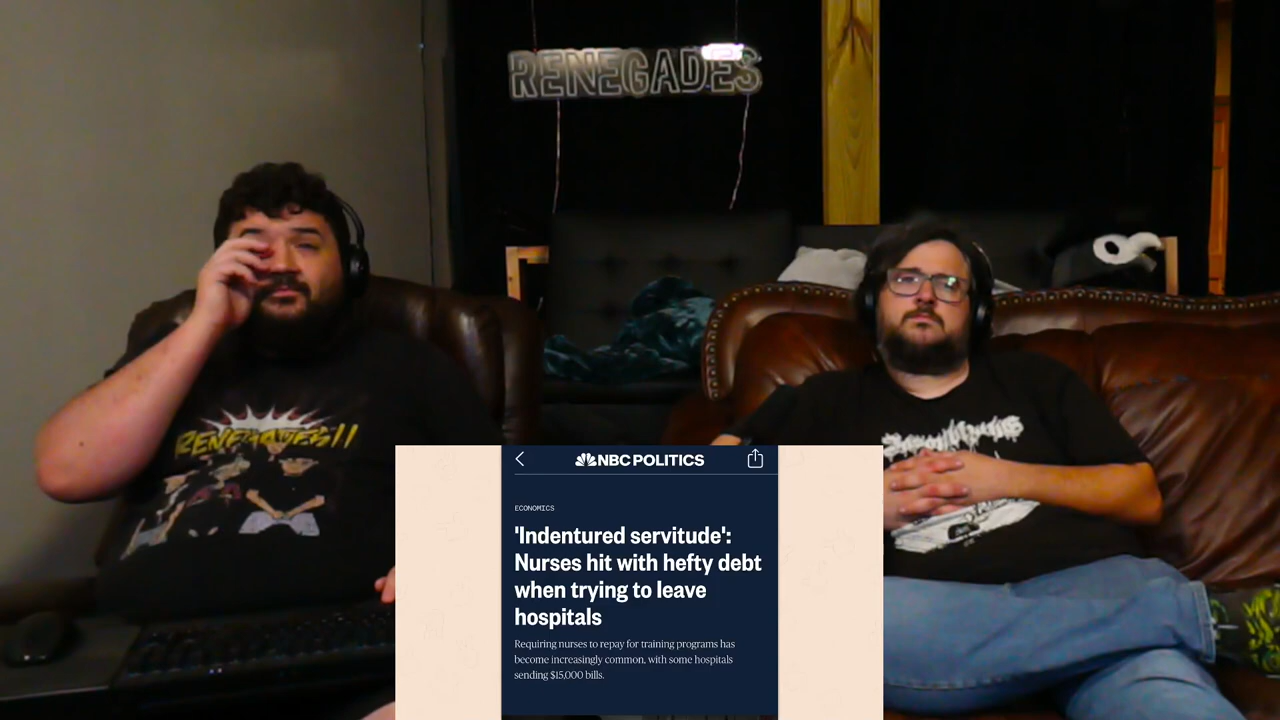 RENEGADES
RENEGADES!!
NBC POLITICS
ECONOMICS
'Indentured servitude':
Nurses hit with hefty debt
when trying to leave
hospitals
Requiring nurses to repay for training programs has
become increasingly common, with some hospitals
sending $15,000 bills.